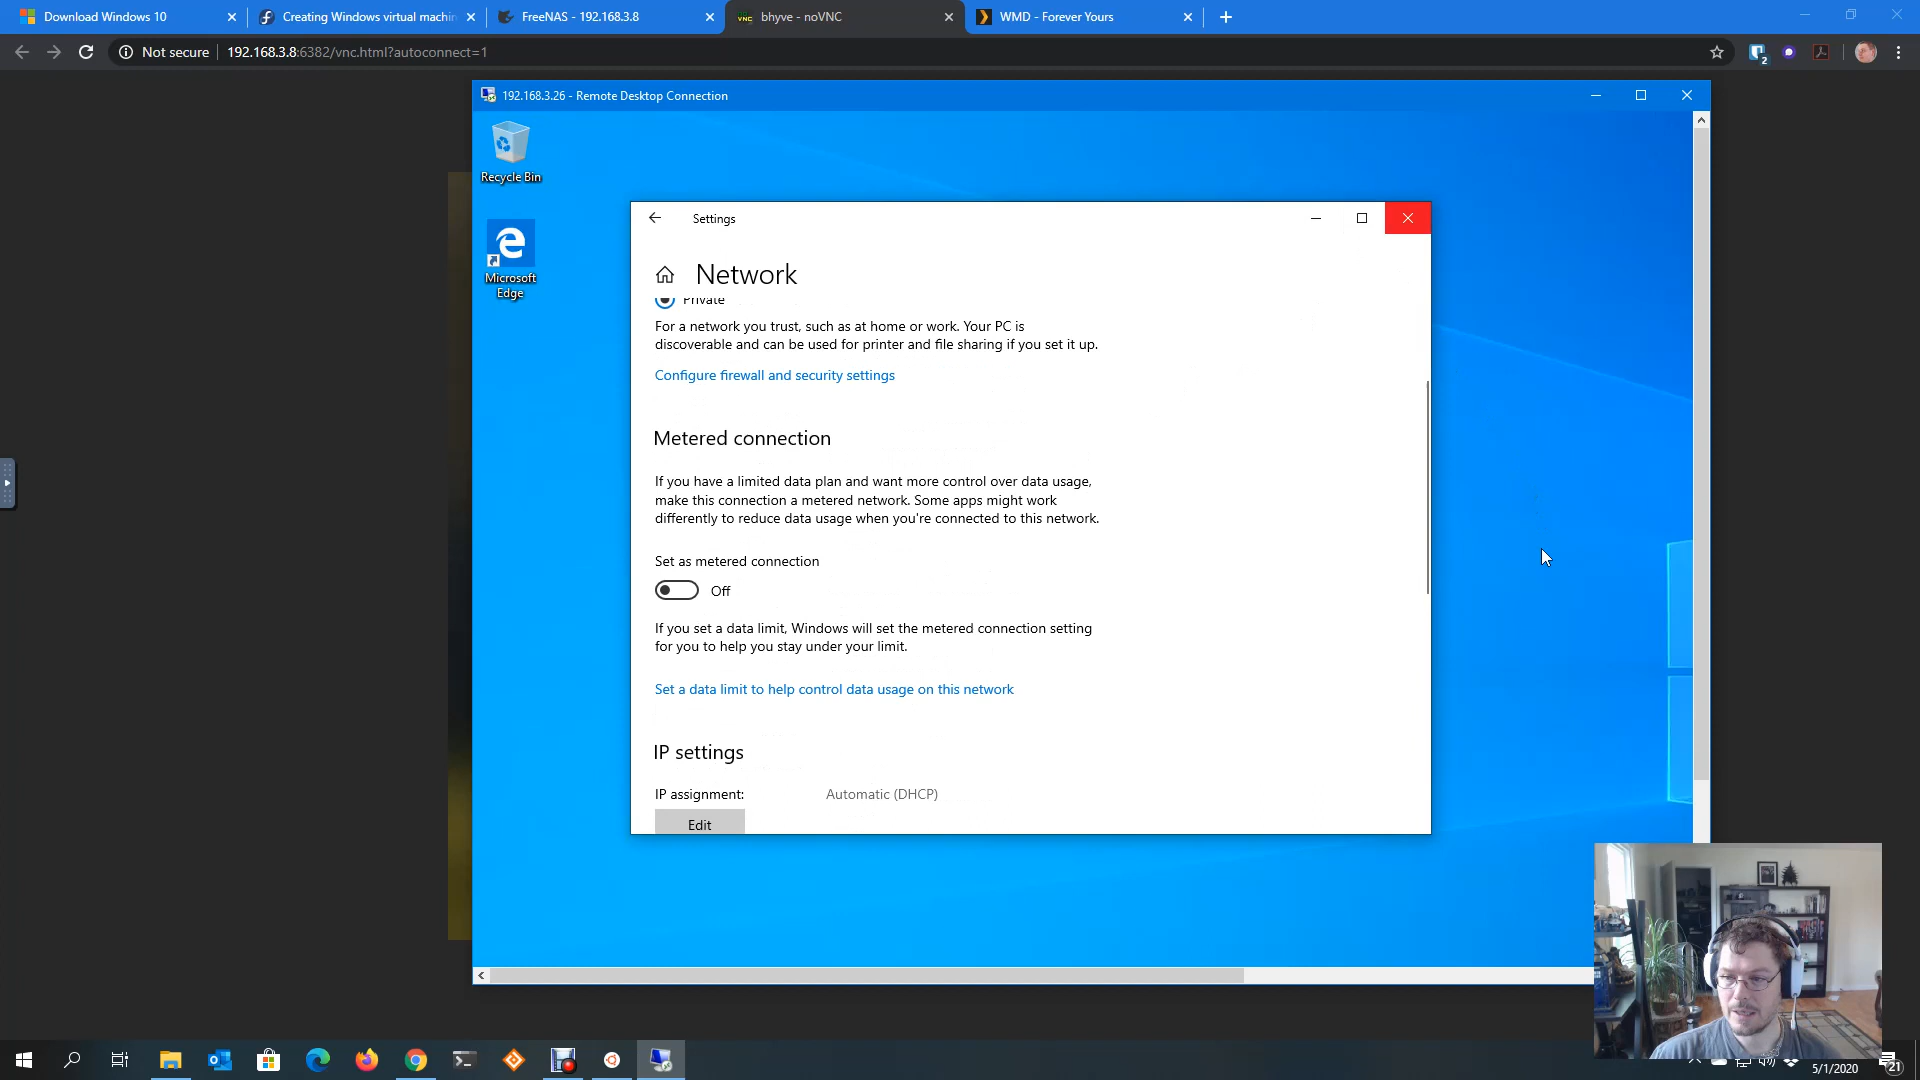 Download Windows 10
Creating Windows virtual machin
FreeNAS - 192.168.3.8
bhyve - noVNC
WMD - Forever Yours
Not secure
192.168.3.8:6382/vnc.html?autoconnect=1
2
192.168.3.26 - Remote Desktop Connection
Recycle Bin
Microsoft
Edge
Settings
Network
Private
For a network you trust, such as at home or work. Your PC is
discoverable and can be used for printer and file sharing if you set it up.
Configure firewall and security settings
Metered connection
If you have a limited data plan and want more control over data usage,
make this connection a metered network. Some apps might work
differently to reduce data usage when you're connected to this network.
Set as metered connection
Off
If you set a data limit, Windows will set the metered connection setting
for you to help you stay under your limit.
Set a data limit to help control data usage on this network
IP settings
IP assignment:
Automatic (DHCP)
Edit
5/1/2020
21